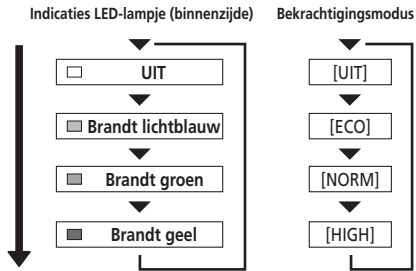 Indicaties LED-lampje (binnenzijde) Bekrachtigingsmodus
UIT [UIT]
Brandt lichtblauw [ECO]
Brandt groen [NORM]
Brandt geel [HIGH]